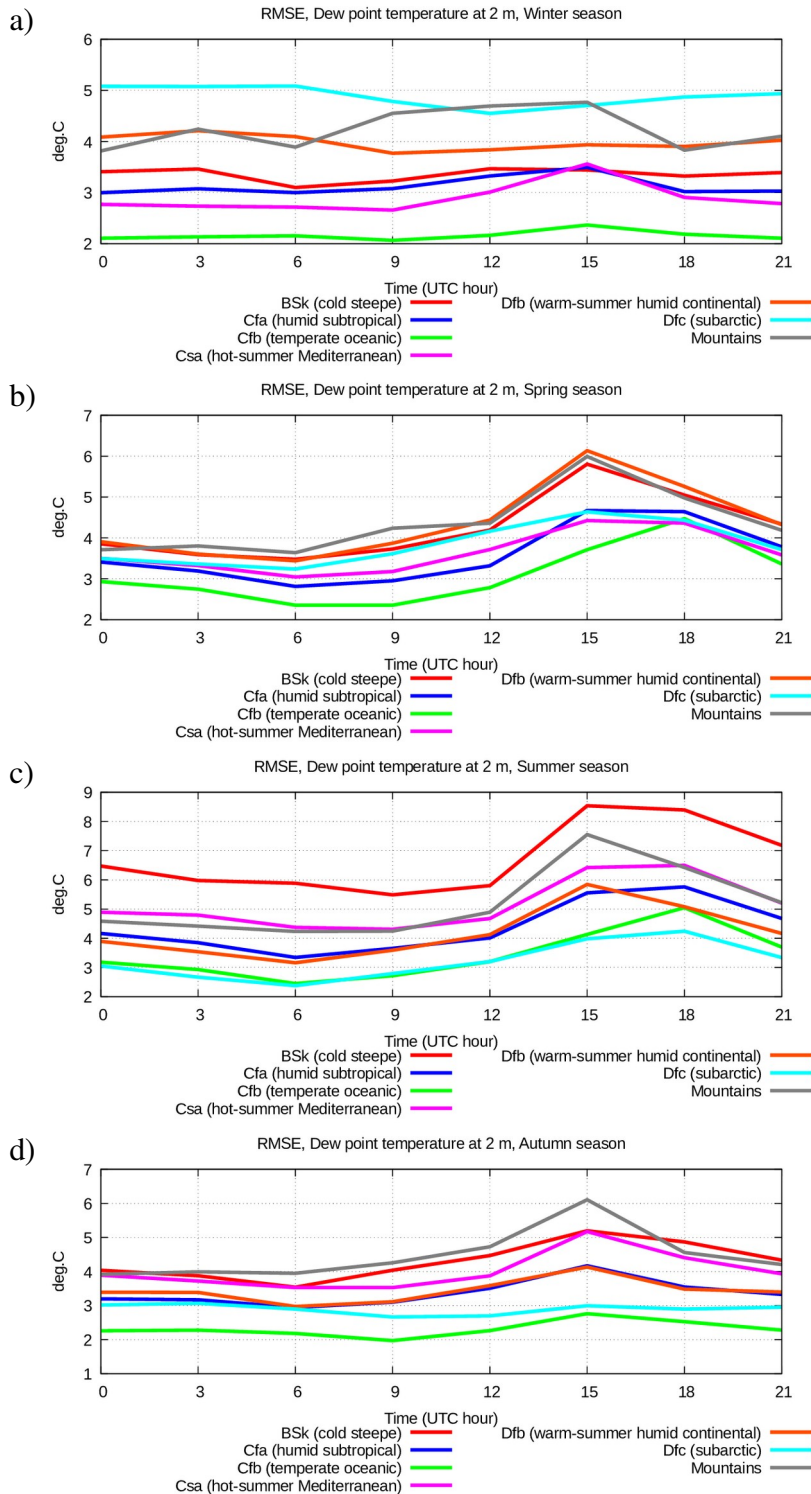 a)
RMSE, Dew point temperature at 2 m, Winter season
6
5
4
3
2
deg.C
0 3 6 9 12 15 18 21
Time (UTC hour)
BSk (cold steepe) Dfb (warm-summer humid continental)
Cfa (humid subtropical) Dfc (subarctic)
Cfb (temperate oceanic) Mountains
Csa (hot-summer Mediterranean)
b)
RMSE, Dew point temperature at 2 m, Spring season
7
6
5
4
3
2
deg.C
0 3 6 9 12 15 18 21
Time (UTC hour)
BSk (cold steepe) Dfb (warm-summer humid continental)
Cfa (humid subtropical) Dfc (subarctic)
Cfb (temperate oceanic) Mountains
Csa (hot-summer Mediterranean)
c)
RMSE, Dew point temperature at 2 m, Summer season
9
8
7
6
5
4
3
2
deg.C
0 3 6 9 12 15 18 21
Time (UTC hour)
BSk (cold steepe) Dfb (warm-summer humid continental)
Cfa (humid subtropical) Dfc (subarctic)
Cfb (temperate oceanic) Mountains
Csa (hot-summer Mediterranean)
d)
RMSE, Dew point temperature at 2 m, Autumn season
7
6
5
4
3
2
1
deg.C
0 3 6 9 12 15 18 21
Time (UTC hour)
BSk (cold steepe) Dfb (warm-summer humid continental)
Cfa (humid subtropical) Dfc (subarctic)
Cfb (temperate oceanic) Mountains
Csa (hot-summer Mediterranean)